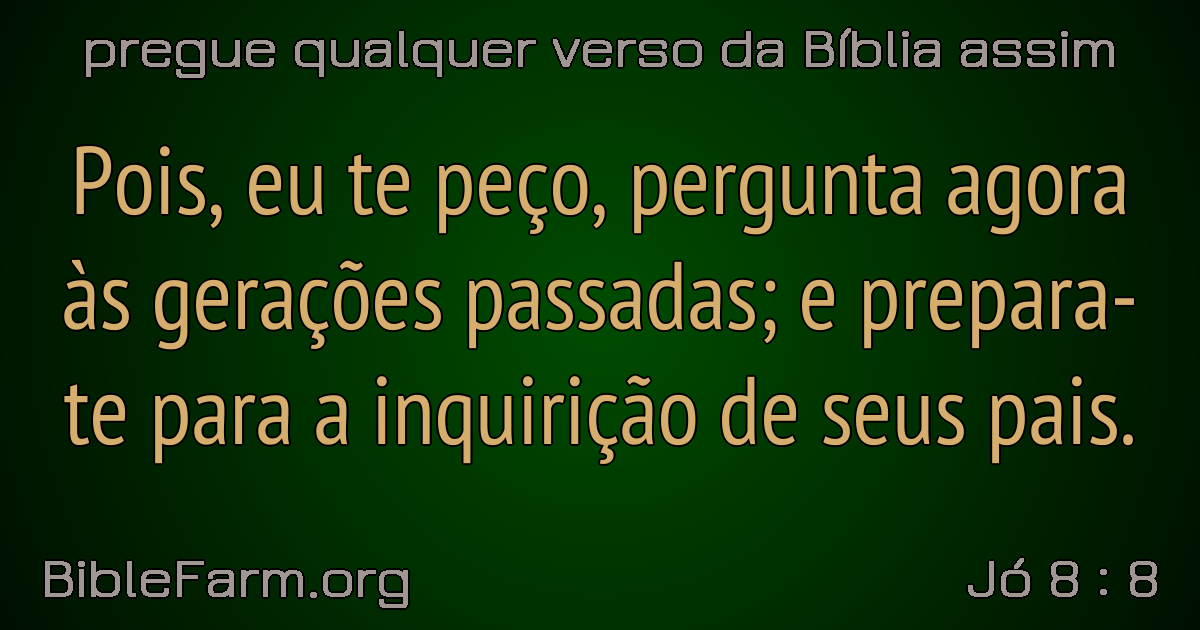 pregue qualquer verso da Bíblia assim
Pois, eu te peço, pergunta agora
às gerações passadas; e prepara-
te para a inquirição de seus pais.
BibleFarm.org
Jó 8 : 8